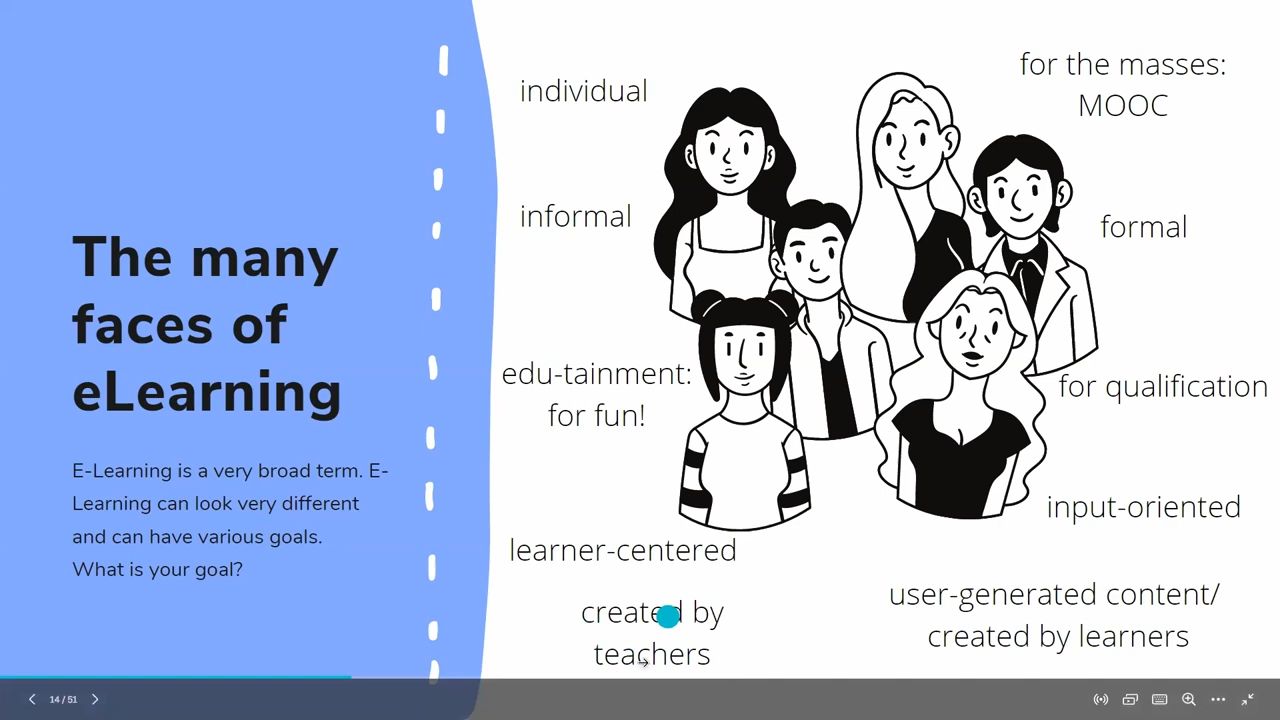 The many
faces of
eLearning
E-Learning is a very broad term. E-
Learning can look very different
and can have various goals.
What is your goal?
individual
for the masses:
MOOC
informal
formal
edu-tainment:
for fun!
for qualification
input-oriented
learner-centered
created by
teachers
user-generated content/
created by learners
14 / 51